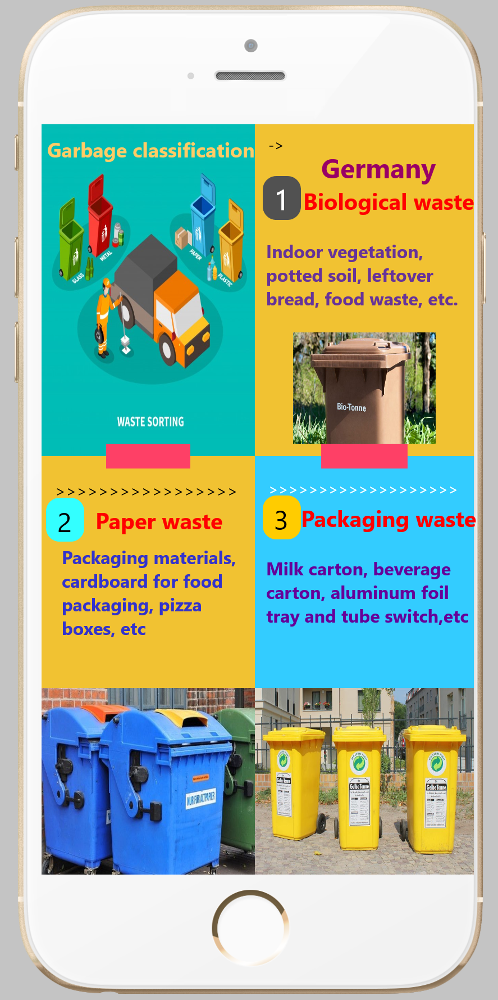 Garbage classification
GLASS
METAL
PAPER
PLASTIC
WASTE SORTING
->
Germany
1
Biological waste
Indoor vegetation,
potted soil, leftover
bread, food waste, etc.
Bio-Tonne
>>>>>>>>>>>>>>>>>
2
Paper waste
Packaging materials,
cardboard for food
packaging, pizza
boxes, etc
NUR FÜR ALTPAPIER
>>>>>>>>>>>>>>>>>>>
3
Packaging waste
Milk carton, beverage
carton, aluminum foil
tray and tube switch,etc
Gelbe Tonne
Gelbe Tonne
Gelbe Tonne